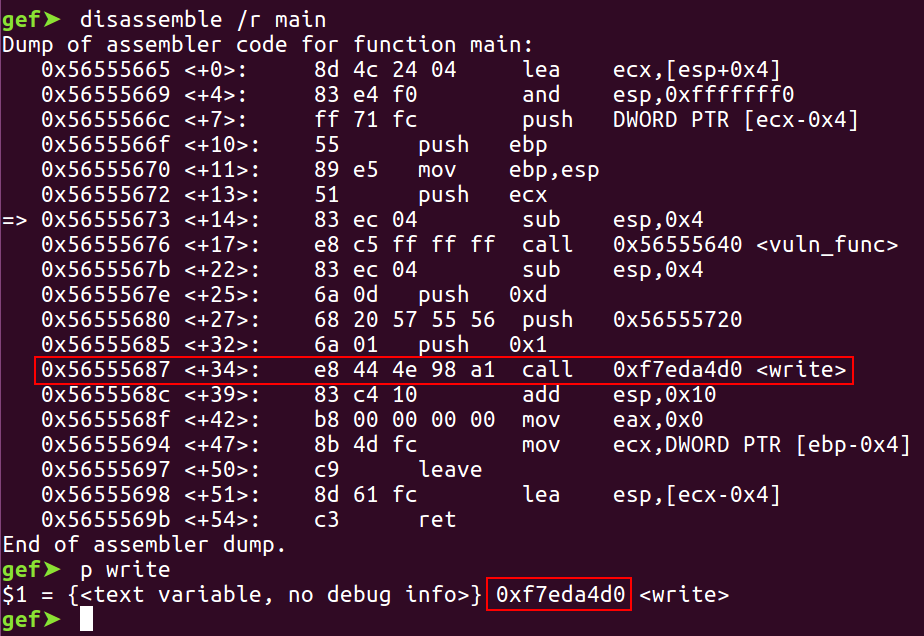 gef➤  disassemble /r main
Dump of assembler code for function main:
   0x56555665 <+0>:	8d 4c 24 04	lea    ecx,[esp+0x4]
   0x56555669 <+4>:	83 e4 f0	and    esp,0xfffffff0
   0x5655566c <+7>:	ff 71 fc	push   DWORD PTR [ecx-0x4]
   0x5655566f <+10>:	55	push   ebp
   0x56555670 <+11>:	89 e5	mov    ebp,esp
   0x56555672 <+13>:	51	push   ecx
=> 0x56555673 <+14>:	83 ec 04	sub    esp,0x4
   0x56555676 <+17>:	e8 c5 ff ff ff	call   0x56555640 <vuln_func>
   0x5655567b <+22>:	83 ec 04	sub    esp,0x4
   0x5655567e <+25>:	6a 0d	push   0xd
   0x56555680 <+27>:	68 20 57 55 56	push   0x56555720
   0x56555685 <+32>:	6a 01	push   0x1
   0x56555687 <+34>:	e8 44 4e 98 a1	call   0xf7eda4d0 <write>
   0x5655568c <+39>:	83 c4 10	add    esp,0x10
   0x5655568f <+42>:	b8 00 00 00 00	mov    eax,0x0
   0x56555694 <+47>:	8b 4d fc	mov    ecx,DWORD PTR [ebp-0x4]
   0x56555697 <+50>:	c9	leave
   0x56555698 <+51>:	8d 61 fc	lea    esp,[ecx-0x4]
   0x5655569b <+54>:	c3	ret
End of assembler dump.
gef➤  p write
$1 = {<text variable, no debug info>} 0xf7eda4d0 <write>
gef➤